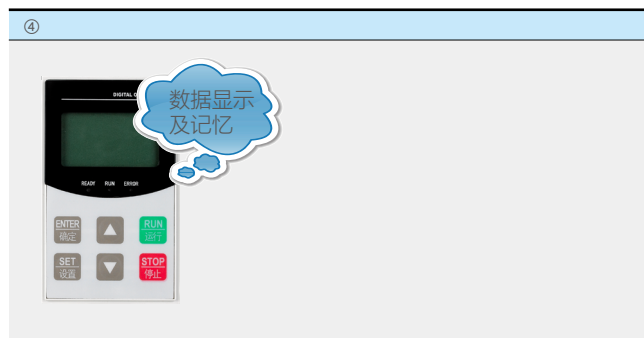 ④
DIGITAL
数据显示
及记忆
READY RUN ERROR
ENTER
确定
▲
RUN
运行
SET
设置
▼
STOP
停止